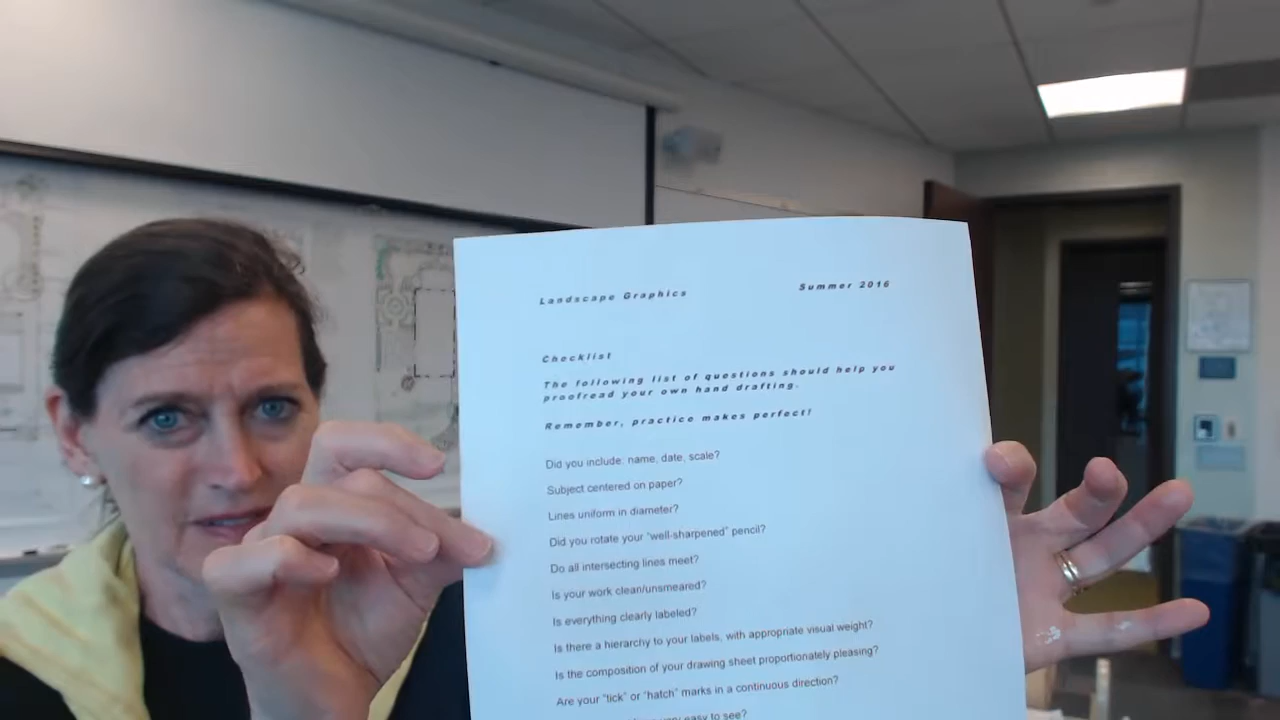 Landscape Graphics Summer 2016
Checklist
The following list of questions should help you
proofread your own hand drafting.
Remember, practice makes perfect!
Did you include: name, date, scale?
Subject centered on paper?
Lines uniform in diameter?
Did you rotate your "well-sharpened" pencil?
Do all intersecting lines meet?
Is your work clean/unsmeared?
Is everything clearly labeled?
Is there a hierarchy to your labels, with appropriate visual weight?
Is the composition of your drawing sheet proportionately pleasing?
Are your "tick" or "hatch" marks in a continuous direction?
easy to see?